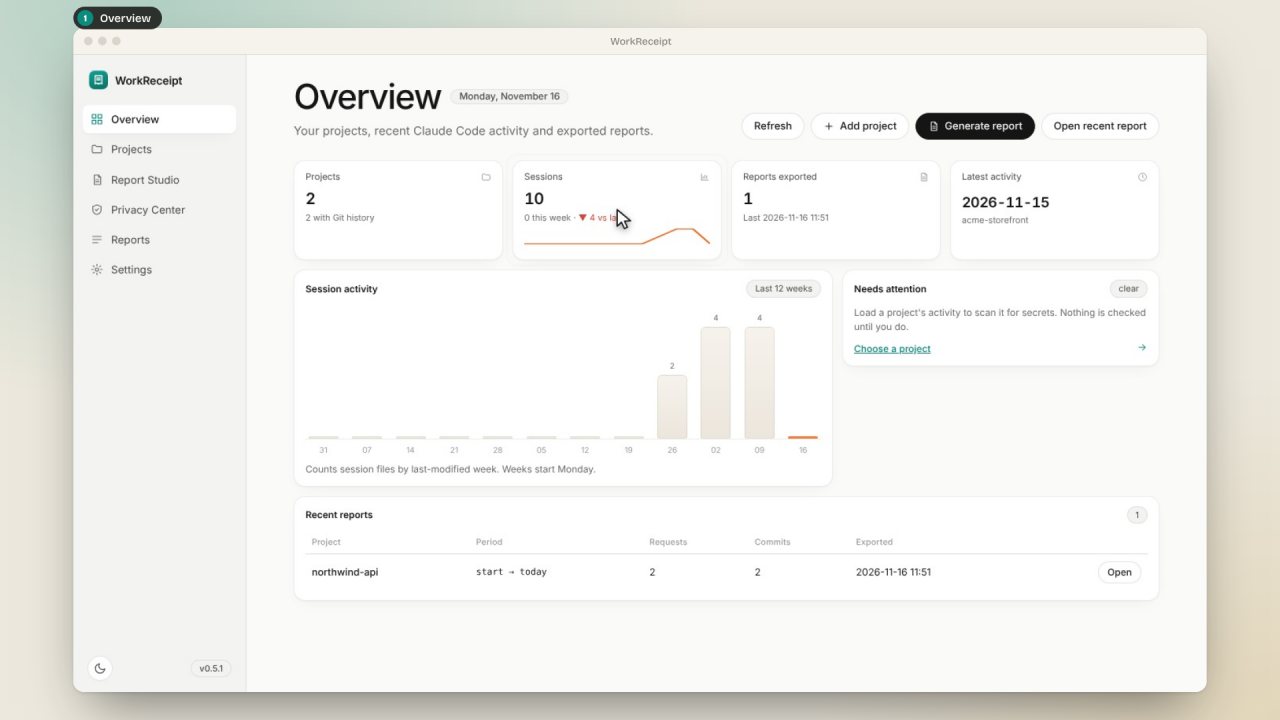 1 Overview
WorkReceipt
WorkReceipt
Overview
Projects
Report Studio
Privacy Center
Reports
Settings
v0.5.1
Overview Monday, November 16
Your projects, recent Claude Code activity and exported reports.
Refresh + Add project Generate report Open recent report
Projects
2
2 with Git history
Sessions
10
0 this week · ▼ 4 vs
Reports exported
1
Last 2026-11-16 11:51
Latest activity
2026-11-15
acme-storefront
Session activity Last 12 weeks
4 4
2
31 07 14 21 28 05 12 19 26 02 09 16
Counts session files by last-modified week. Weeks start Monday.
Needs attention clear
Load a project's activity to scan it for secrets. Nothing is checked
until you do.
Choose a project →
Recent reports 1
Project Period Requests Commits Exported
northwind-api start → today 2 2 2026-11-16 11:51 Open